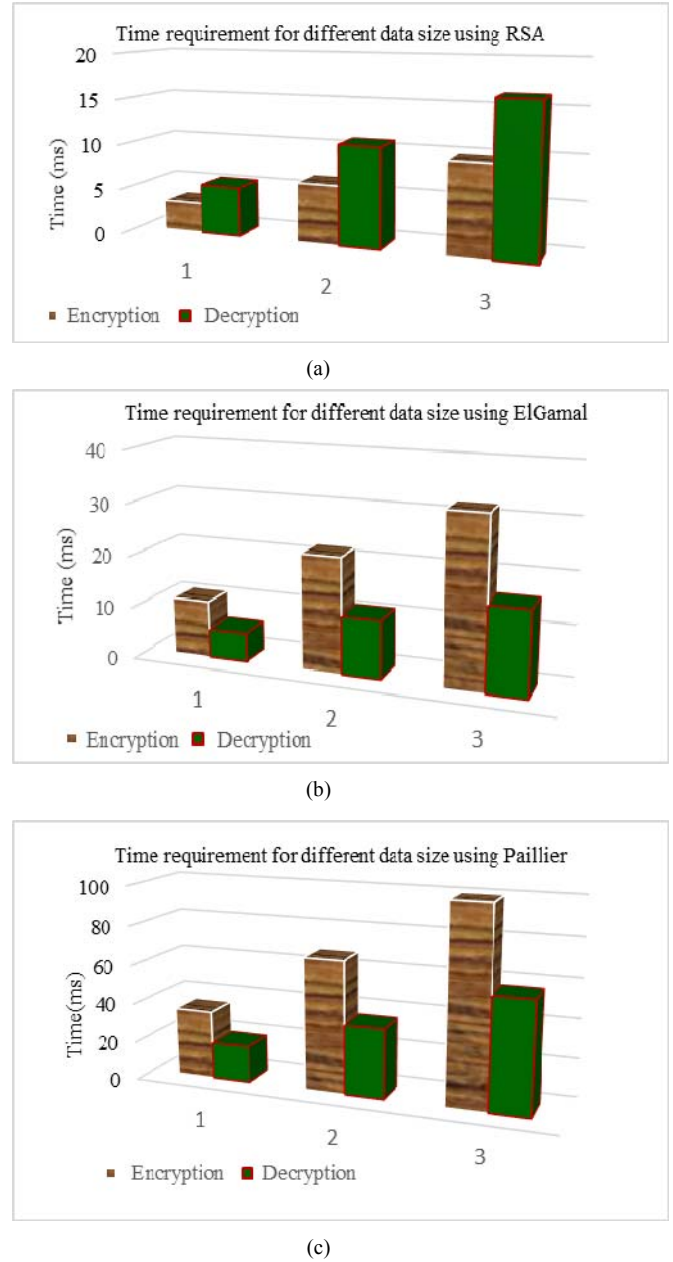 Time requirement for different data size using RSA
20
15
10
5
0
Time (ms)
1
2
3
Encryption Decryption
(a)
Time requirement for different data size using ElGamal
40
30
20
10
0
Time (ms)
1
2
3
Encryption Decryption
(b)
Time requirement for different data size using Paillier
100
80
60
40
20
0
Time(ms)
1
2
3
Encryption Decryption
(c)